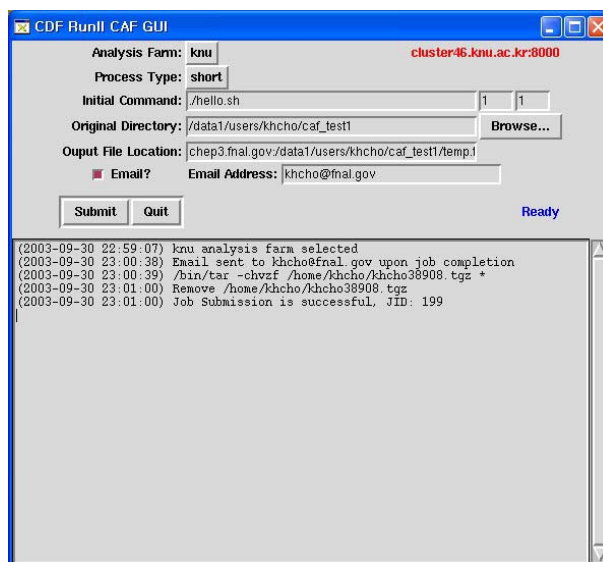 CDF RunII CAF GUI
Analysis Farm: knu cluster46.knu.ac.kr:8000
Process Type: short
Initial Command: ./hello.sh 1 1
Original Directory: /data1/users/khcho/caf_test1 Browse...
Ouput File Location: chep3.fnal.gov:/data1/users/khcho/caf_test1/temp.t
Email? Email Address: khcho@fnal.gov
Submit Quit Ready
(2003-09-30 22:59:07) knu analysis farm selected
(2003-09-30 23:00:38) Email sent to khcho@fnal.gov upon job completion
(2003-09-30 23:00:39) /bin/tar -chvzf /home/khcho/khcho38908.tgz *
(2003-09-30 23:01:00) Remove /home/khcho/khcho38908.tgz
(2003-09-30 23:01:00) Job Submission is successful, JID: 199